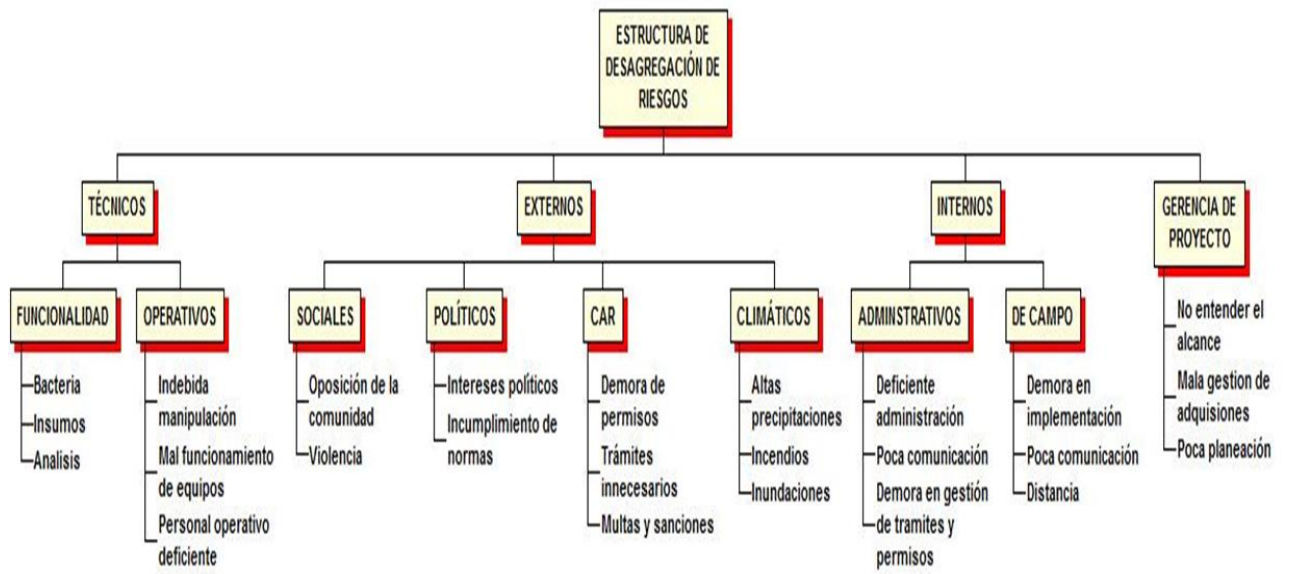 ESTRUCTURA DE
DESAGREGACIÓN DE
RIESGOS
TÉCNICOS
EXTERNOS
INTERNOS
GERENCIA DE
PROYECTO
FUNCIONALIDAD
OPERATIVOS
SOCIALES
POLÍTICOS
CAR
CLIMÁTICOS
ADMINSTRATIVOS
DE CAMPO
Bacteria
Insumos
Analisis
Indebida
manipulación
Mal funcionamiento
de equipos
Personal operativo
deficiente
Oposición de la
comunidad
Violencia
Intereses políticos
Incumplimiento de
normas
Demora de
permisos
Trámites
innecesarios
Multas y sanciones
Altas
precipitaciones
Incendios
Inundaciones
Deficiente
administración
Poca comunicación
Demora en gestión
de tramites y
permisos
Demora en
implementación
Poca comunicación
Distancia
No entender el
alcance
Mala gestion de
adquisiones
Poca planeación